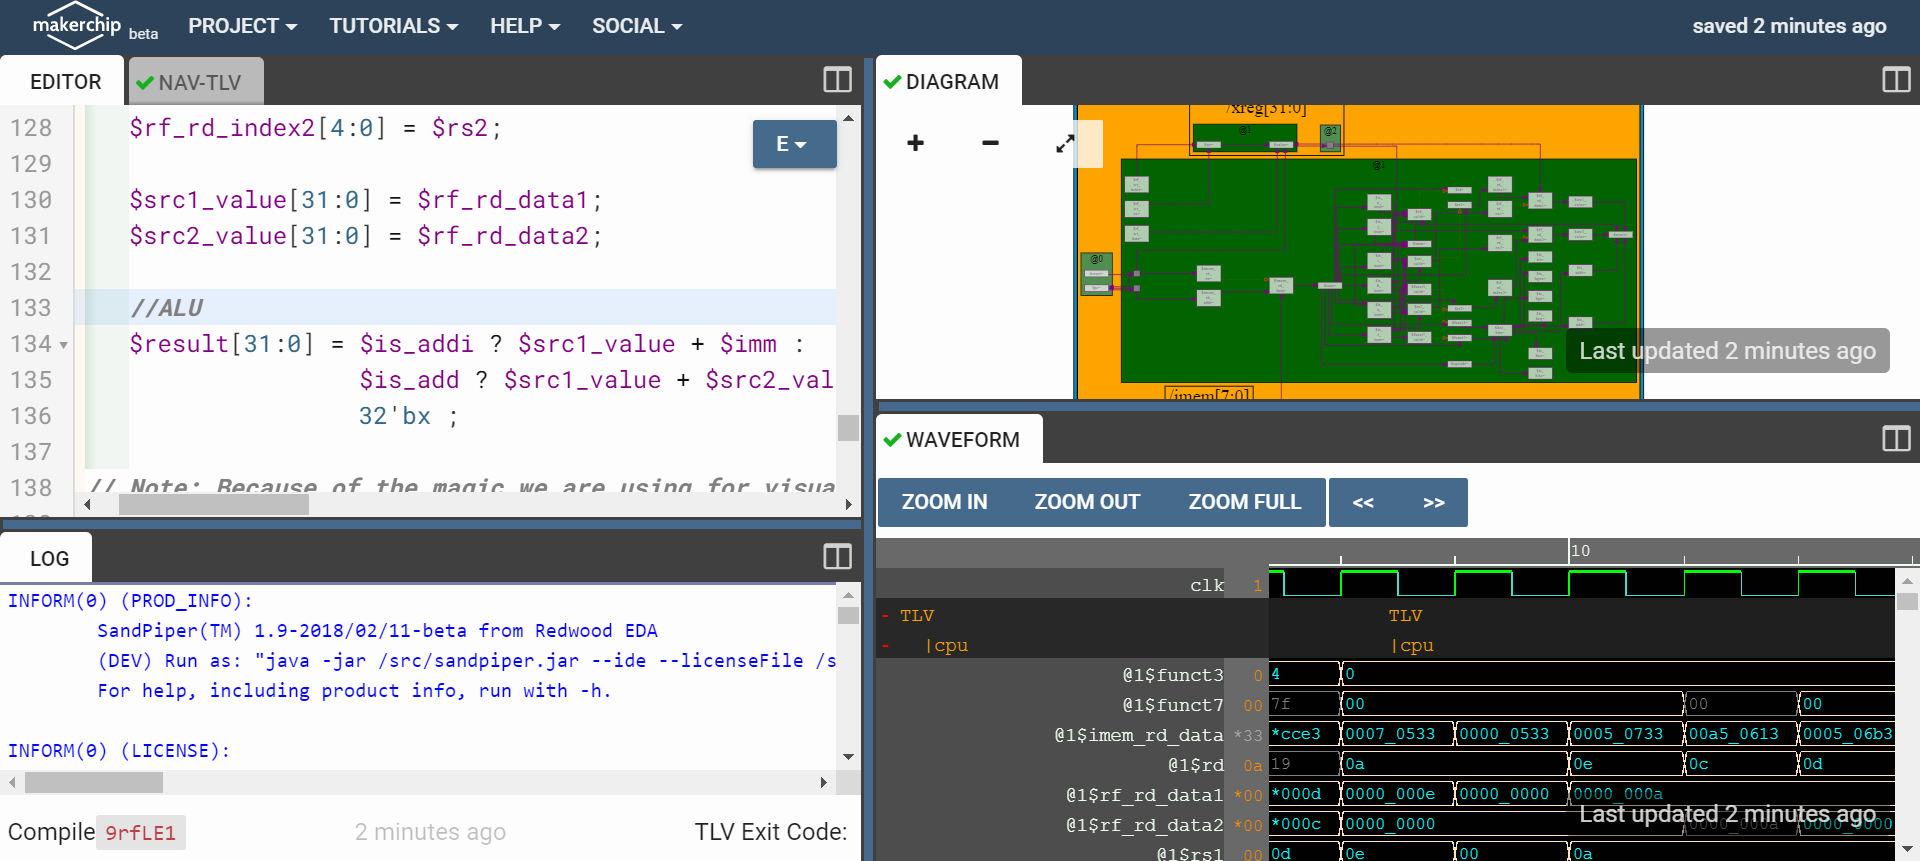 makerchip beta PROJECT TUTORIALS HELP SOCIAL saved 2 minutes ago
EDITOR NAV-TLV
128 $rf_rd_index2[4:0] = $rs2;
E
129
130 $src1_value[31:0] = $rf_rd_data1;
131 $src2_value[31:0] = $rf_rd_data2;
132
133 //ALU
134 $result[31:0] = $is_addi ? $src1_value + $imm :
135 $is_add ? $src1_value + $src2_val
136 32'bx ;
137
138 // Note: Because of the magic we are using for visua
LOG
INFORM(0) (PROD_INFO):
SandPiper(TM) 1.9-2018/02/11-beta from Redwood EDA
(DEV) Run as: "java -jar /src/sandpiper.jar --ide --licenseFile /s
For help, including product info, run with -h.
INFORM(0) (LICENSE):
Compile 9rfLE1 2 minutes ago TLV Exit Code:
DIAGRAM
/xreg[31:0]
@1 @2
@1
@0
Last updated 2 minutes ago
/imem[7:0]
WAVEFORM
ZOOM IN ZOOM OUT ZOOM FULL << >>
10
clk 1
- TLV TLV
- |cpu |cpu
@1$funct3 0 4 0
@1$funct7 00 7f 00 00 00
@1$imem_rd_data *33 *cce3 0007_0533 0000_0533 0005_0733 00a5_0613 0005_06b3
@1$rd 0a 19 0a 0e 0c 0d
@1$rf_rd_data1 *00 *000d 0000_000e 0000_0000 0000_000a
Last updated 2 minutes ago
@1$rf_rd_data2 *00 *000c 0000_0000 0000_000a 0000_0000
@1$rs1 00 0d 0e 00 0a